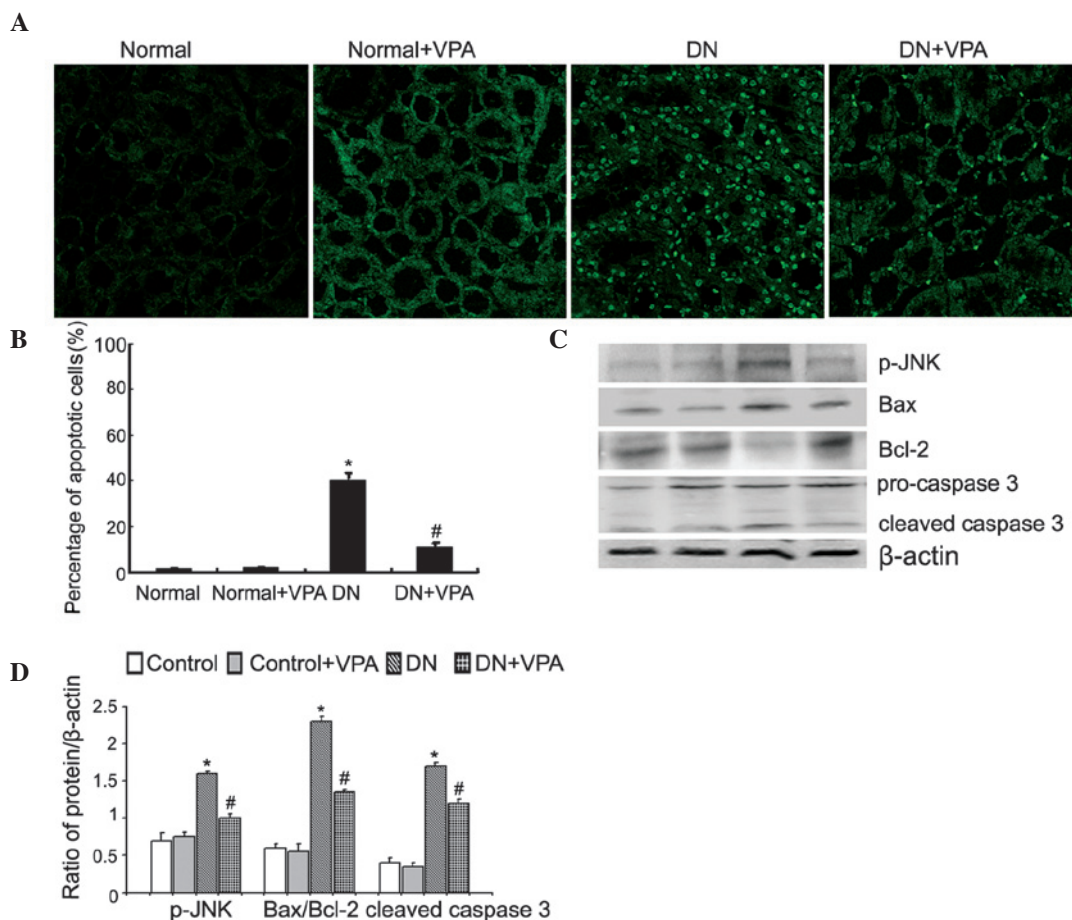 A
Normal Normal+VPA DN DN+VPA
B
Percentage of apoptotic cells(%)
100
80
60
40
20
0
*
#
Normal Normal+VPA DN DN+VPA
C
p-JNK
Bax
Bcl-2
pro-caspase 3
cleaved caspase 3
β-actin
D
Control Control+VPA DN DN+VPA
Ratio of protein/β-actin
2.5
2
1.5
1
0.5
0
* # * # * #
p-JNK Bax/Bcl-2 cleaved caspase 3